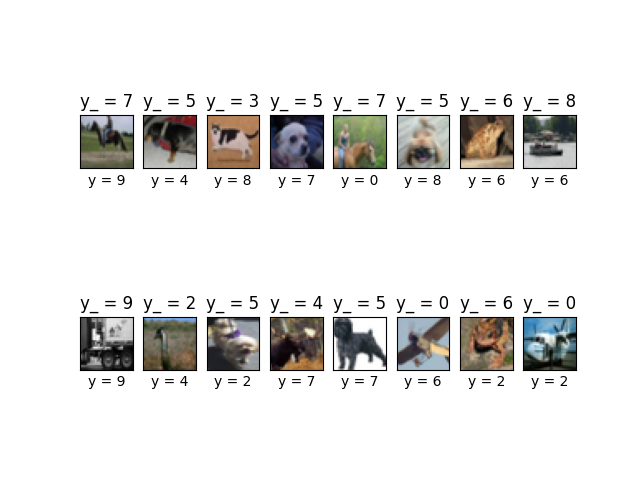 y_ = 7 y_ = 5 y_ = 3 y_ = 5 y_ = 7 y_ = 5 y_ = 6 y_ = 8
y = 9 y = 4 y = 8 y = 7 y = 0 y = 8 y = 6 y = 6
y_ = 9 y_ = 2 y_ = 5 y_ = 4 y_ = 5 y_ = 0 y_ = 6 y_ = 0
y = 9 y = 4 y = 2 y = 7 y = 7 y = 6 y = 2 y = 2